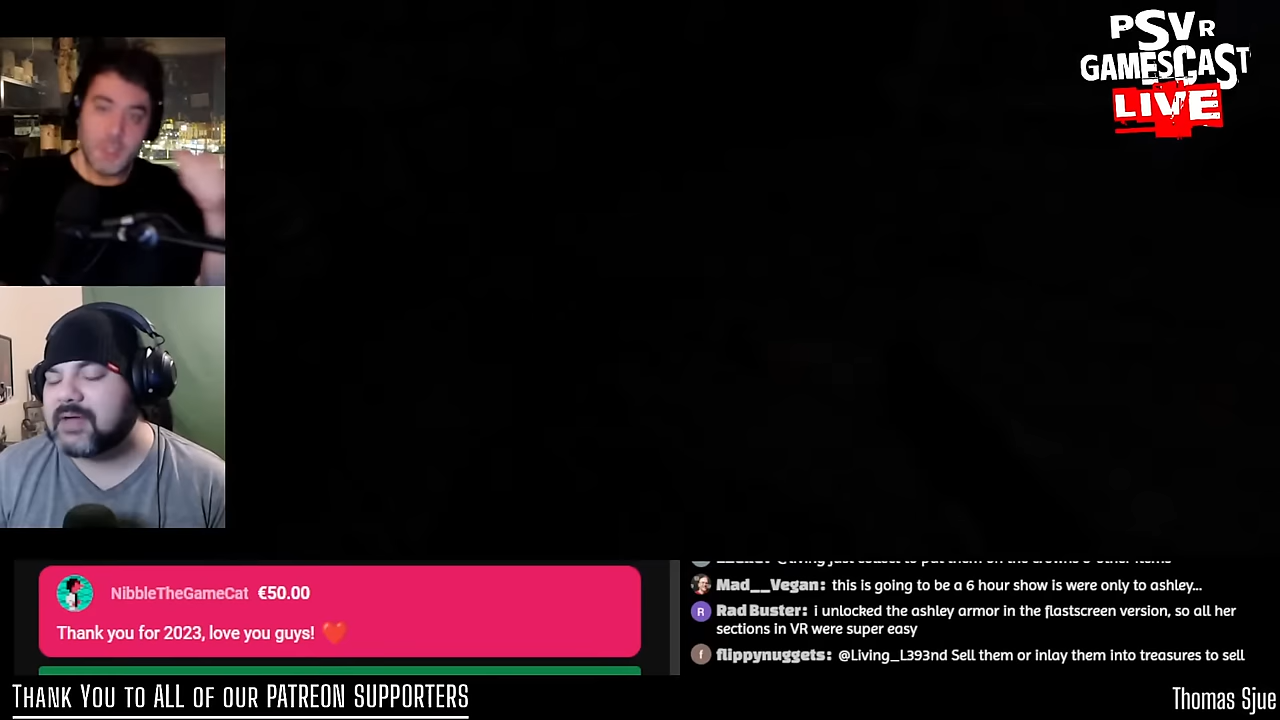 PSVR
GAMESCAST
LIVE
NibbleTheGameCat €50.00
Thank you for 2023, love you guys!
Mad__Vegan: this is going to be a 6 hour show is were only to ashley...
Rad Buster: i unlocked the ashley armor in the flastscreen version, so all her
sections in VR were super easy
flippynuggets: @Living_L393nd Sell them or inlay them into treasures to sell
THANK YOU TO ALL OF OUR PATREON SUPPORTERS
Thomas Sjue